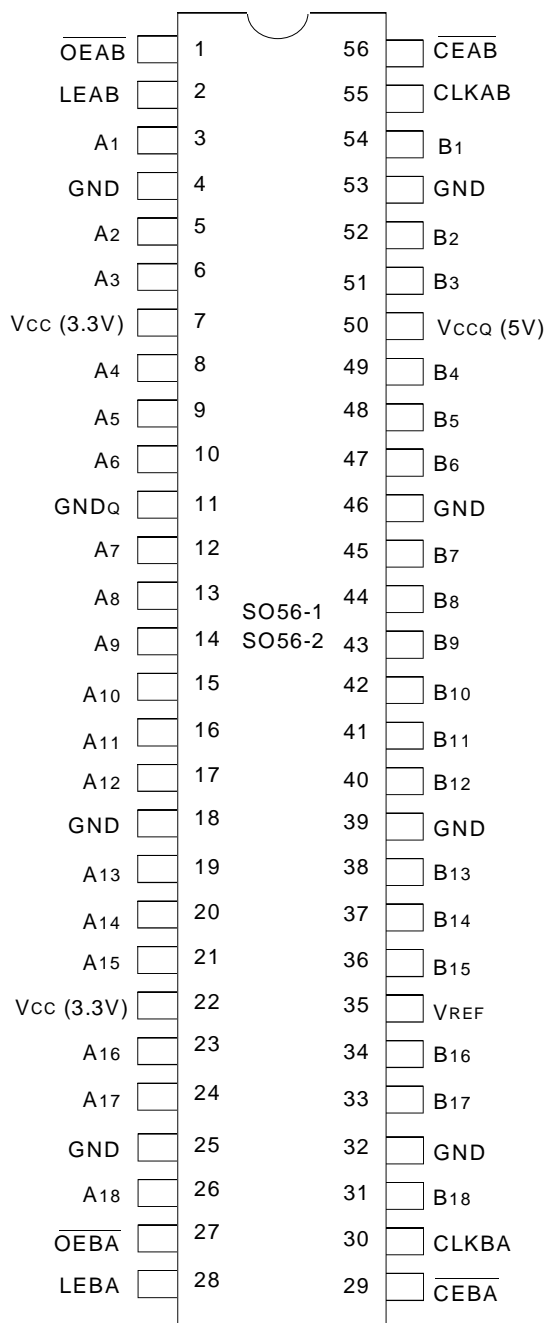 OEAB 1 56 CEAB
LEAB 2 55 CLKAB
A1 3 54 B1
GND 4 53 GND
A2 5 52 B2
A3 6 51 B3
VCC (3.3V) 7 50 VCCQ (5V)
A4 8 49 B4
A5 9 48 B5
A6 10 47 B6
GNDQ 11 46 GND
A7 12 45 B7
A8 13 44 B8
SO56-1
A9 14 SO56-2 43 B9
A10 15 42 B10
A11 16 41 B11
A12 17 40 B12
GND 18 39 GND
A13 19 38 B13
A14 20 37 B14
A15 21 36 B15
VCC (3.3V) 22 35 VREF
A16 23 34 B16
A17 24 33 B17
GND 25 32 GND
A18 26 31 B18
OEBA 27 30 CLKBA
LEBA 28 29 CEBA